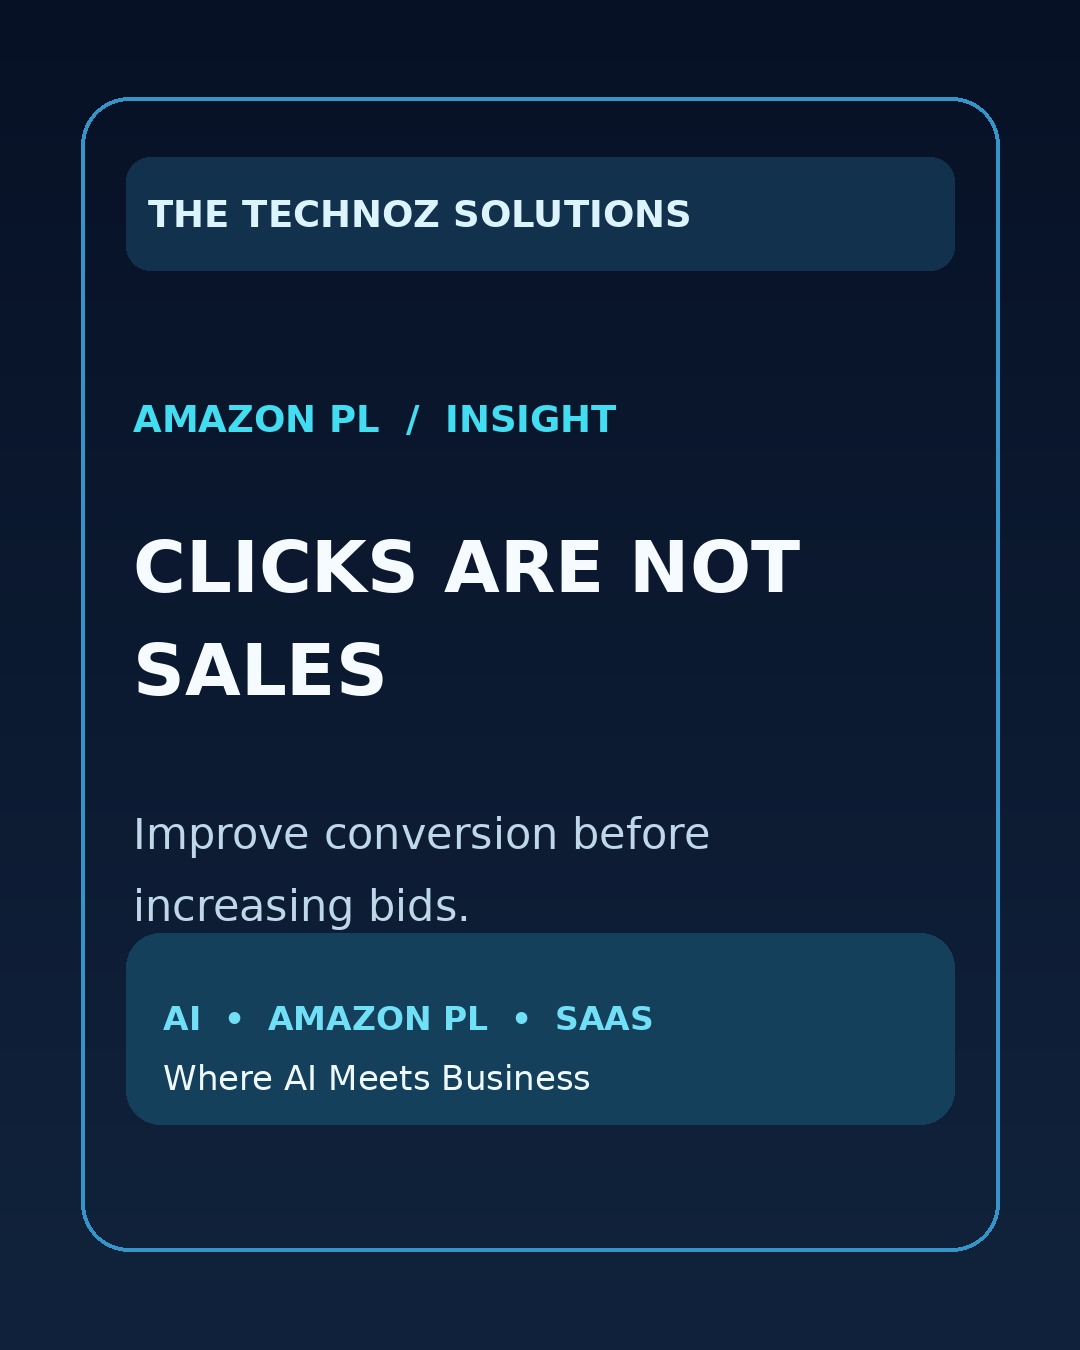 THE TECHNOZ SOLUTIONS
AMAZON PL / INSIGHT
CLICKS ARE NOT
SALES
Improve conversion before
increasing bids.
AI • AMAZON PL • SAAS
Where AI Meets Business